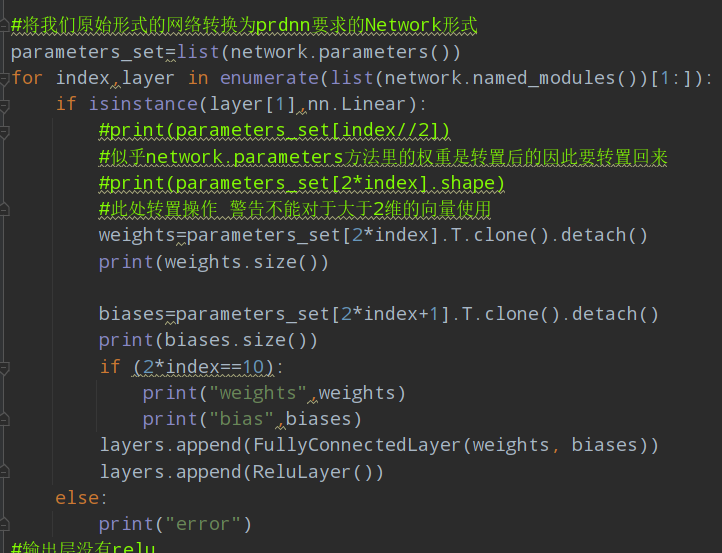 #将我们原始形式的网络转换为prdnn要求的Network形式
parameters_set=list(network.parameters())
for index,layer in enumerate(list(network.named_modules())[1:]):
if isinstance(layer[1],nn.Linear):
#print(parameters_set[index//2])
#似乎network.parameters方法里的权重是转置后的因此要转置回来
#print(parameters_set[2*index].shape)
#此处转置操作 警告不能对于大于2维的向量使用
weights=parameters_set[2*index].T.clone().detach()
print(weights.size())
biases=parameters_set[2*index+1].T.clone().detach()
print(biases.size())
if (2*index==10):
print("weights",weights)
print("bias",biases)
layers.append(FullyConnectedLayer(weights, biases))
layers.append(ReluLayer())
else:
print("error")
#输出层没有relu